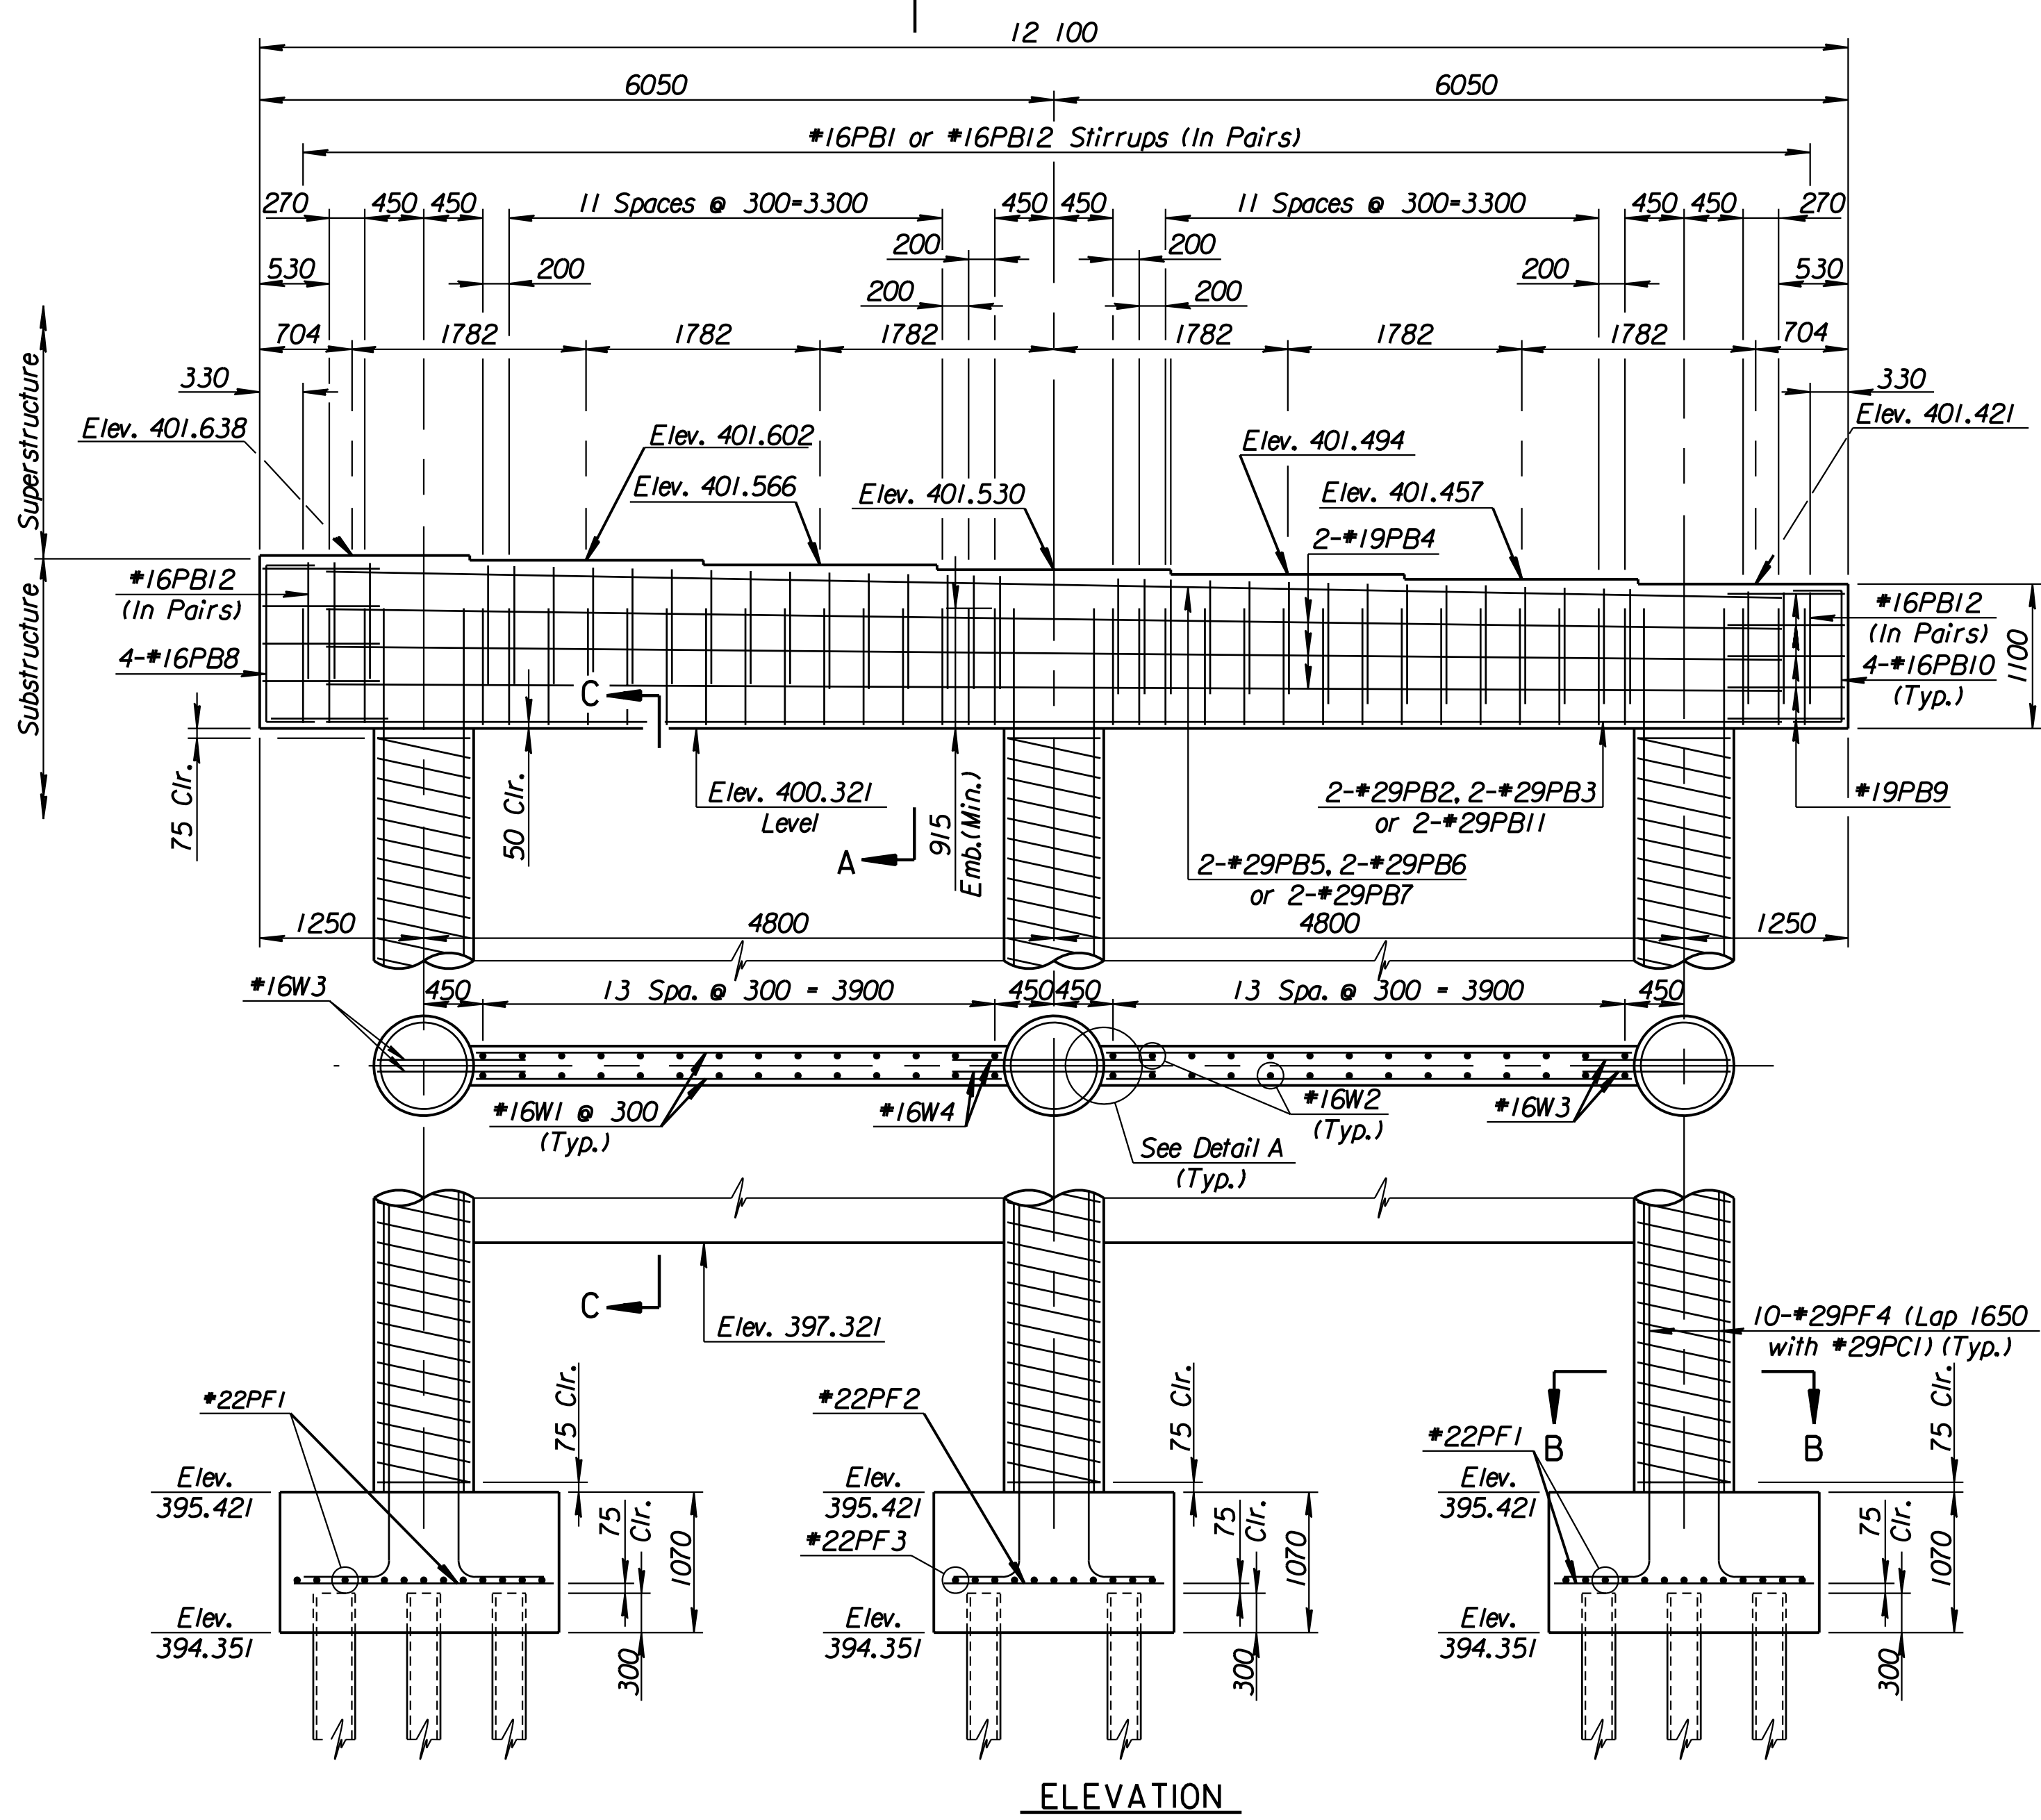 12 100
6050 6050
#16PB1 or #16PB12 Stirrups (In Pairs)
270 450 450 11 Spaces @ 300=3300 450 450 11 Spaces @ 300=3300 450 450 270
200 200
530 200 200 530
200 200
704 1782 1782 1782 1782 1782 1782 704
330 330
Superstructure
Substructure
Elev. 401.638
Elev. 401.602
Elev. 401.566
Elev. 401.530
Elev. 401.494
Elev. 401.457
Elev. 401.421
2-#19PB4
#16PB12
(In Pairs)
4-#16PB8
#16PB12
(In Pairs)
4-#16PB10
(Typ.)
1100
C
75 Clr.
50 Clr.
Elev. 400.321
Level
A
915
Emb.(Min.)
2-#29PB2, 2-#29PB3
or 2-#29PB11
#19PB9
2-#29PB5, 2-#29PB6
or 2-#29PB7
1250 4800 4800 1250
#16W3
450 13 Spa. @ 300 = 3900 450 450 13 Spa. @ 300 = 3900 450
#16W1 @ 300
(Typ.)
#16W4
#16W2
(Typ.)
#16W3
See Detail A
(Typ.)
C
Elev. 397.321
10-#29PF4 (Lap 1650
with #29PC1) (Typ.)
#22PF1
75 Clr.
#22PF2
75 Clr.
#22PF1
B B
75 Clr.
Elev.
395.421
75
Clr.
1070
Elev.
395.421
#22PF3
75
Clr.
1070
Elev.
395.421
75
Clr.
1070
Elev.
394.351
300
Elev.
394.351
300
Elev.
394.351
300
ELEVATION